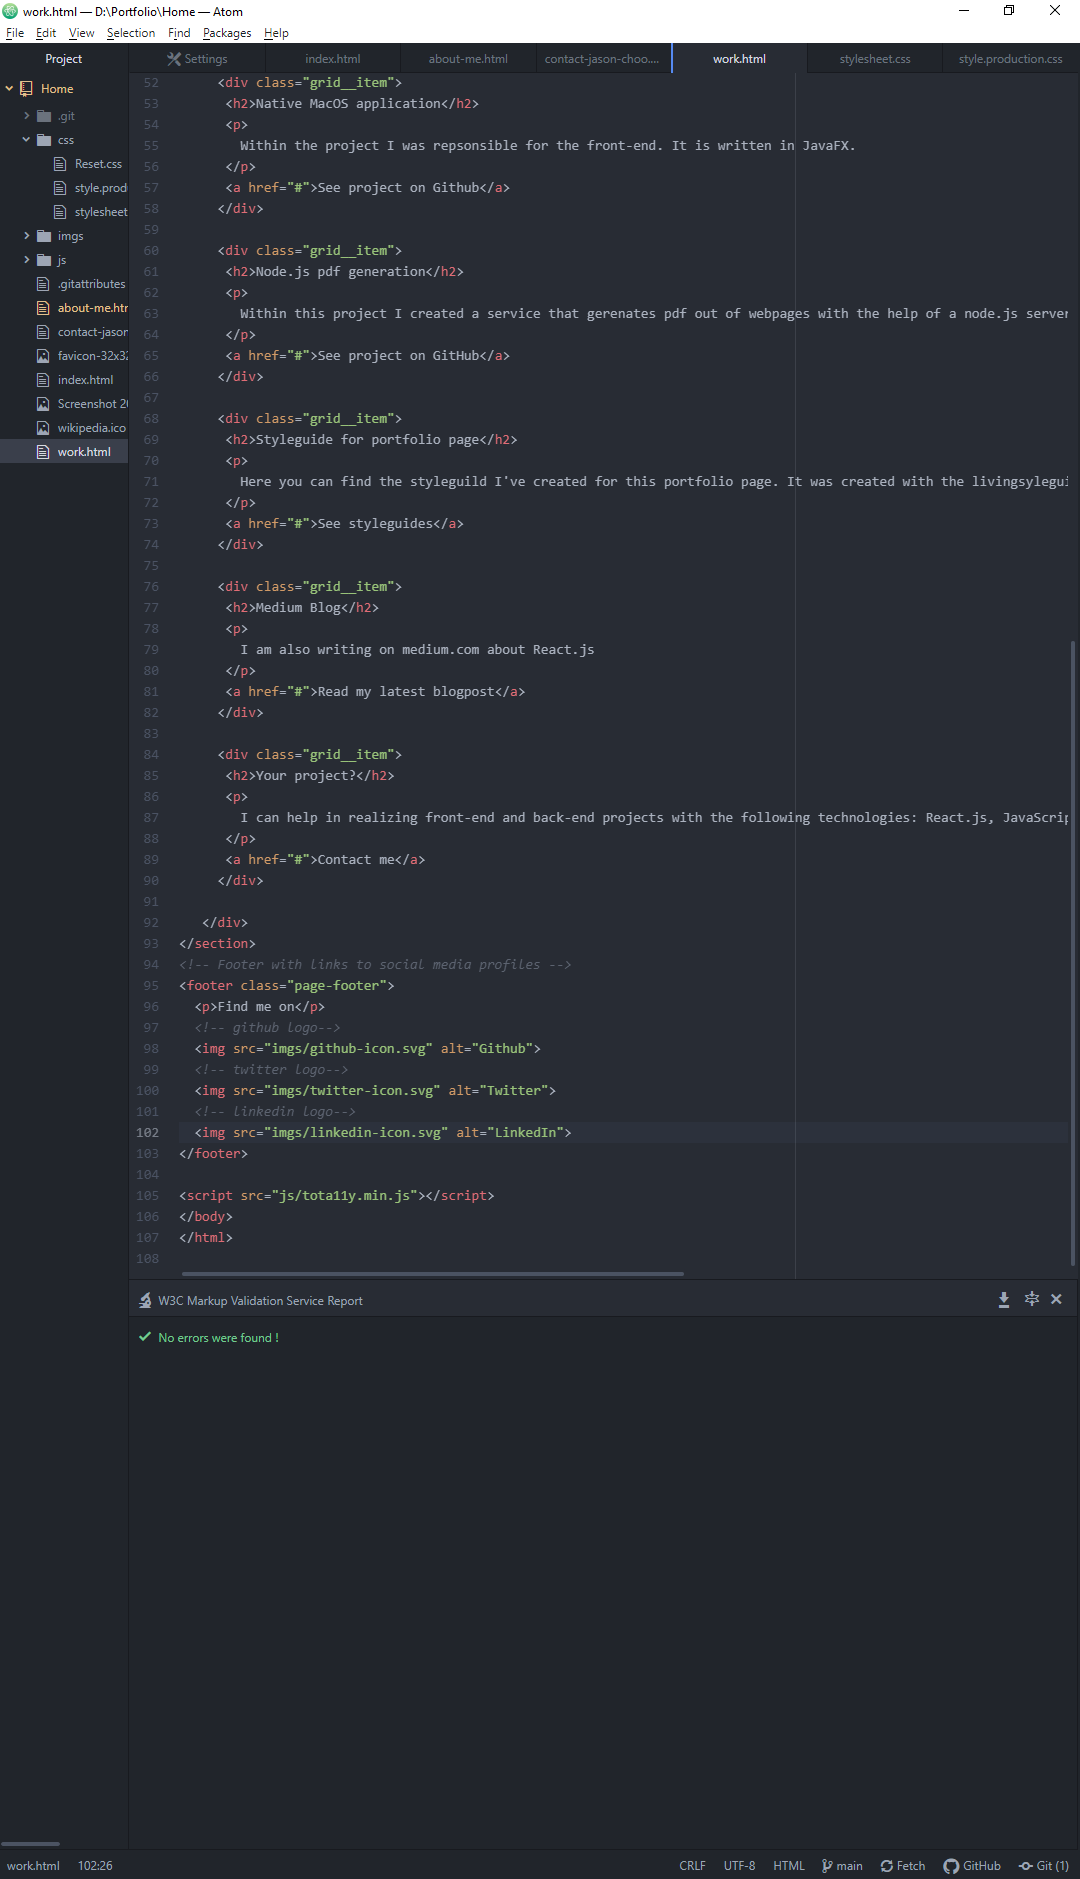 work.html — D:\Portfolio\Home — Atom
File Edit View Selection Find Packages Help
Project
Settings index.html about-me.html contact-jason-choo.... work.html stylesheet.css style.production.css
Home
.git
css
Reset.css
style.prod
stylesheet
imgs
js
.gitattributes
about-me.htm
contact-jason
favicon-32x32
index.html
Screenshot 20
wikipedia.ico
work.html
52 <div class="grid__item">
53 <h2>Native MacOS application</h2>
54 <p>
55 Within the project I was repsonsible for the front-end. It is written in JavaFX.
56 </p>
57 <a href="#">See project on Github</a>
58 </div>
59
60 <div class="grid__item">
61 <h2>Node.js pdf generation</h2>
62 <p>
63 Within this project I created a service that gerenates pdf out of webpages with the help of a node.js server
64 </p>
65 <a href="#">See project on GitHub</a>
66 </div>
67
68 <div class="grid__item">
69 <h2>Styleguide for portfolio page</h2>
70 <p>
71 Here you can find the styleguild I've created for this portfolio page. It was created with the livingsylegui
72 </p>
73 <a href="#">See styleguides</a>
74 </div>
75
76 <div class="grid__item">
77 <h2>Medium Blog</h2>
78 <p>
79 I am also writing on medium.com about React.js
80 </p>
81 <a href="#">Read my latest blogpost</a>
82 </div>
83
84 <div class="grid__item">
85 <h2>Your project?</h2>
86 <p>
87 I can help in realizing front-end and back-end projects with the following technologies: React.js, JavaScrip
88 </p>
89 <a href="#">Contact me</a>
90 </div>
91
92 </div>
93 </section>
94 <!-- Footer with links to social media profiles -->
95 <footer class="page-footer">
96 <p>Find me on</p>
97 <!-- github logo-->
98 <img src="imgs/github-icon.svg" alt="Github">
99 <!-- twitter logo-->
100 <img src="imgs/twitter-icon.svg" alt="Twitter">
101 <!-- linkedin logo-->
102 <img src="imgs/linkedin-icon.svg" alt="LinkedIn">
103 </footer>
104
105 <script src="js/tota11y.min.js"></script>
106 </body>
107 </html>
108
W3C Markup Validation Service Report
No errors were found !
work.html 102:26 CRLF UTF-8 HTML main Fetch GitHub Git (1)